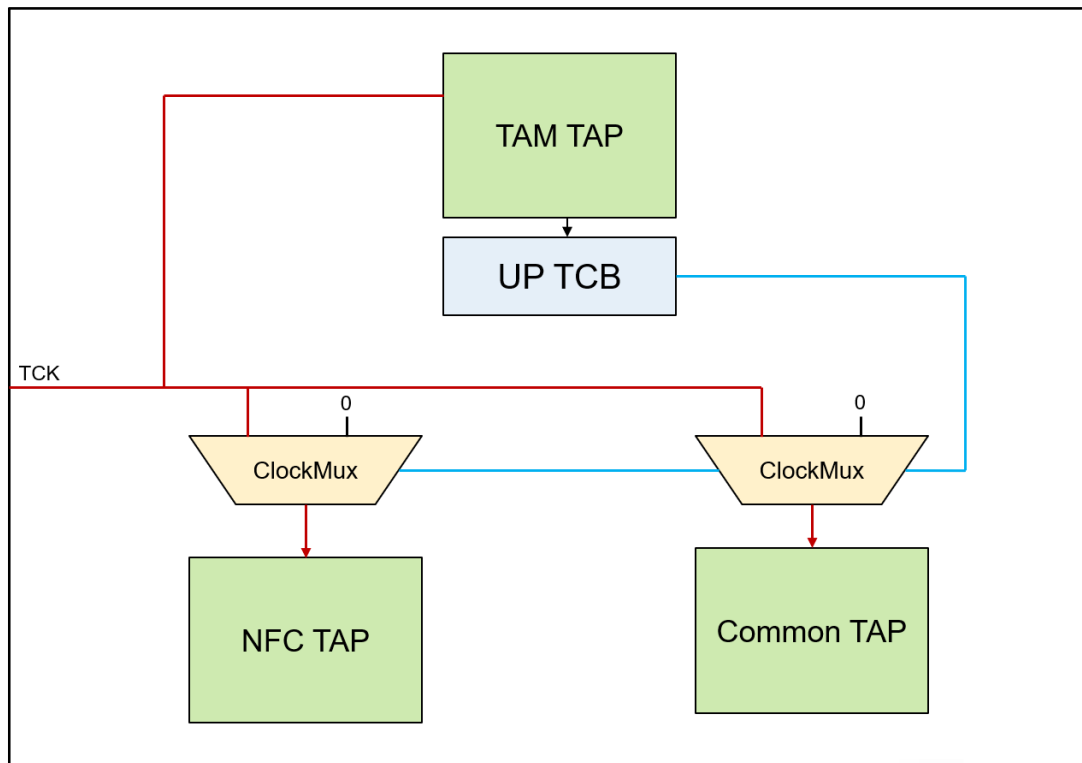 TAM TAP
UP TCB
TCK
0
0
ClockMux
ClockMux
NFC TAP
Common TAP